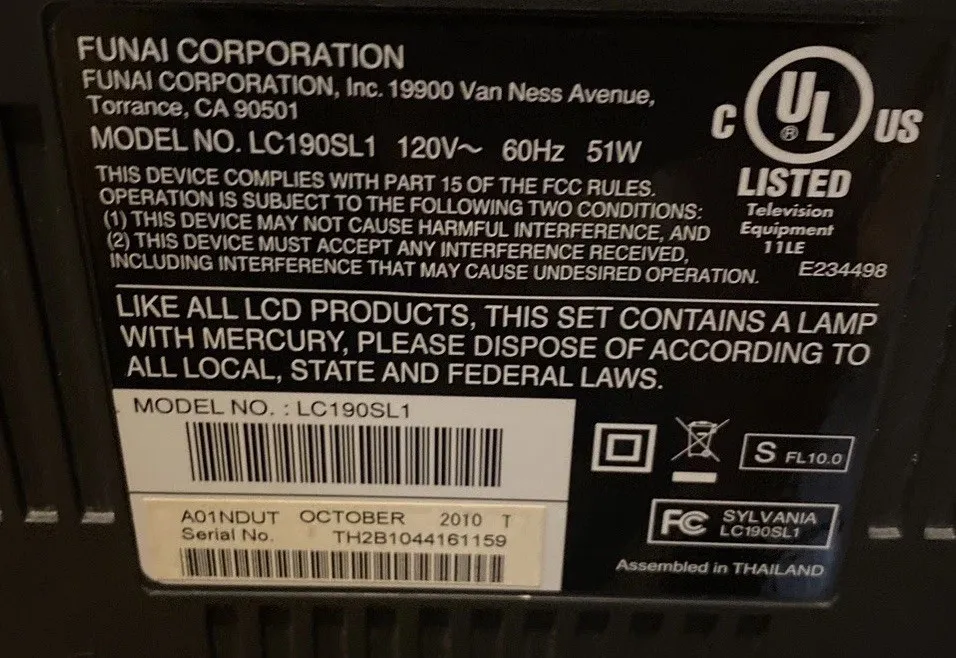 FUNAI CORPORATION
FUNAI CORPORATION, Inc. 19900 Van Ness Avenue,
Torrance, CA 90501
MODEL NO. LC190SL1 120V~ 60Hz 51W
THIS DEVICE COMPLIES WITH PART 15 OF THE FCC RULES.
OPERATION IS SUBJECT TO THE FOLLOWING TWO CONDITIONS:
(1) THIS DEVICE MAY NOT CAUSE HARMFUL INTERFERENCE, AND
(2) THIS DEVICE MUST ACCEPT ANY INTERFERENCE RECEIVED,
INCLUDING INTERFERENCE THAT MAY CAUSE UNDESIRED OPERATION.
C UL ® US
LISTED
Television
Equipment
11LE
E234498
LIKE ALL LCD PRODUCTS, THIS SET CONTAINS A LAMP
WITH MERCURY, PLEASE DISPOSE OF ACCORDING TO
ALL LOCAL, STATE AND FEDERAL LAWS.
MODEL NO. : LC190SL1
A01NDUT OCTOBER 2010 T
Serial No. TH2B1044161159
S FL10.0
FC SYLVANIA
LC190SL1
Assembled in THAILAND